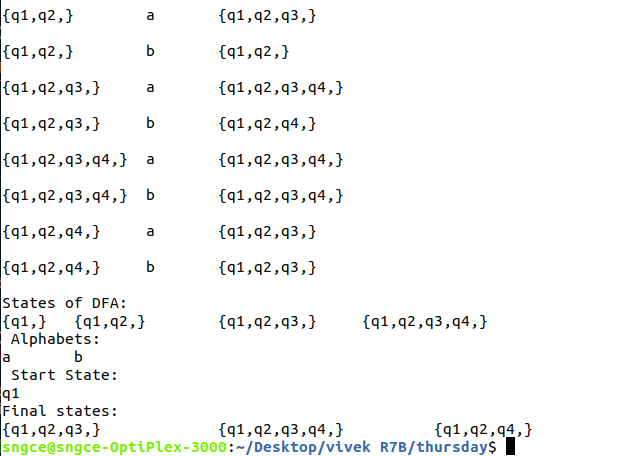 {q1,q2,} a {q1,q2,q3,}
{q1,q2,} b {q1,q2,}
{q1,q2,q3,} a {q1,q2,q3,q4,}
{q1,q2,q3,} b {q1,q2,q4,}
{q1,q2,q3,q4,} a {q1,q2,q3,q4,}
{q1,q2,q3,q4,} b {q1,q2,q3,q4,}
{q1,q2,q4,} a {q1,q2,q3,}
{q1,q2,q4,} b {q1,q2,q3,}
States of DFA:
{q1,} {q1,q2,} {q1,q2,q3,} {q1,q2,q3,q4,}
Alphabets:
a b
Start State:
q1
Final states:
{q1,q2,q3,} {q1,q2,q3,q4,} {q1,q2,q4,}
sngce@sngce-OptiPlex-3000:~/Desktop/vivek R7B/thursday$